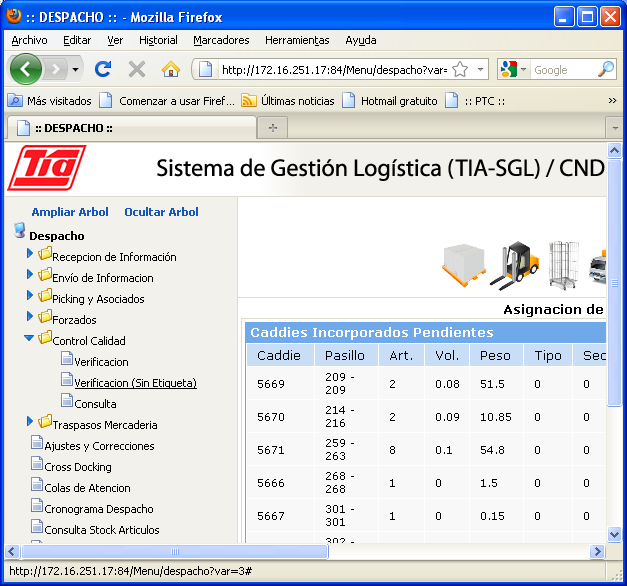 :: DESPACHO :: - Mozilla Firefox
Archivo Editar Ver Historial Marcadores Herramientas Ayuda
http://172.16.251.17:84/Menu/despacho?var= Google
Más visitados Comenzar a usar Firef... Últimas noticias Hotmail gratuito :: PTC :: »
:: DESPACHO ::
Tia Sistema de Gestión Logística (TIA-SGL) / CND
Ampliar Arbol Ocultar Arbol
Despacho
Recepcion de Información
Envío de Informacion
Picking y Asociados
Forzados
Control Calidad
Verificacion
Verificacion (Sin Etiqueta)
Consulta
Traspasos Mercaderia
Ajustes y Correcciones
Cross Docking
Colas de Atencion
Cronograma Despacho
Consulta Stock Articulos
Asignacion de
Caddies Incorporados Pendientes
Caddie Pasillo Art. Vol. Peso Tipo Sec
5669 209 - 209 2 0.08 51.5 0 0
5670 214 - 216 2 0.09 10.85 0 0
5671 259 - 263 8 0.1 54.8 0 0
5666 268 - 268 1 0 1.5 0 0
5667 301 - 301 1 0 0.15 0 0
302 -
http://172.16.251.17:84/Menu/despacho?var=3#